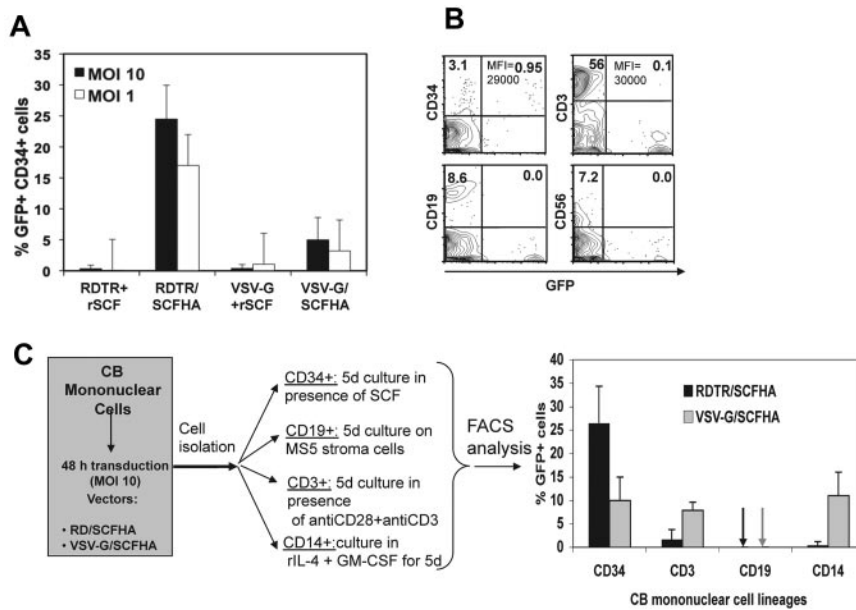 A
35
30
25
20
15
10
5
0
% GFP+ CD34+ cells
MOI 10
MOI 1
RDTR+ rSCF
RDTR/ SCFHA
VSV-G +rSCF
VSV-G/ SCFHA
B
3.1
MFI= 29000
0.95
CD34
56
MFI= 30000
0.1
CD3
8.6
0.0
CD19
7.2
0.0
CD56
GFP
C
CB
Mononuclear
Cells
48 h transduction
(MOI 10)
Vectors:
• RD/SCFHA
• VSV-G/SCFHA
Cell
isolation
CD34+: 5d culture in
presence of SCF
CD19+: 5d culture on
MS5 stroma cells
CD3+: 5d culture in
presence
of antiCD28+antiCD3
CD14+:culture in
rIL-4 + GM-CSF for 5d
FACS
analysis
40
35
30
25
20
15
10
5
0
% GFP+ cells
RDTR/SCFHA
VSV-G/SCFHA
CD34
CD3
CD19
CD14
CB mononuclear cell lineages